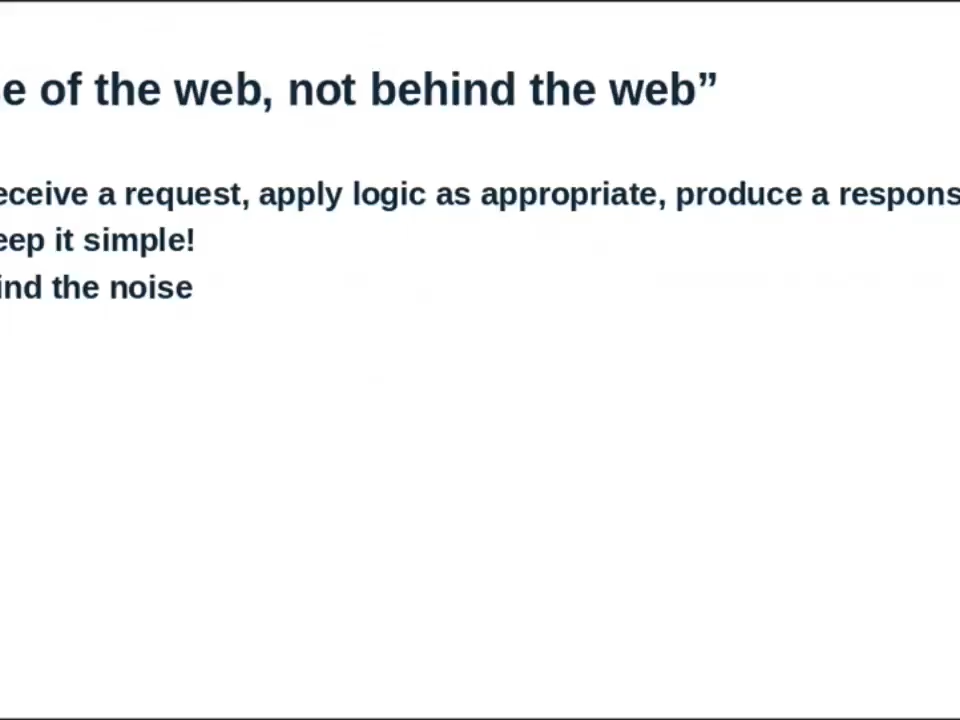 e of the web, not behind the web”
eceive a request, apply logic as appropriate, produce a respons
eep it simple!
ind the noise